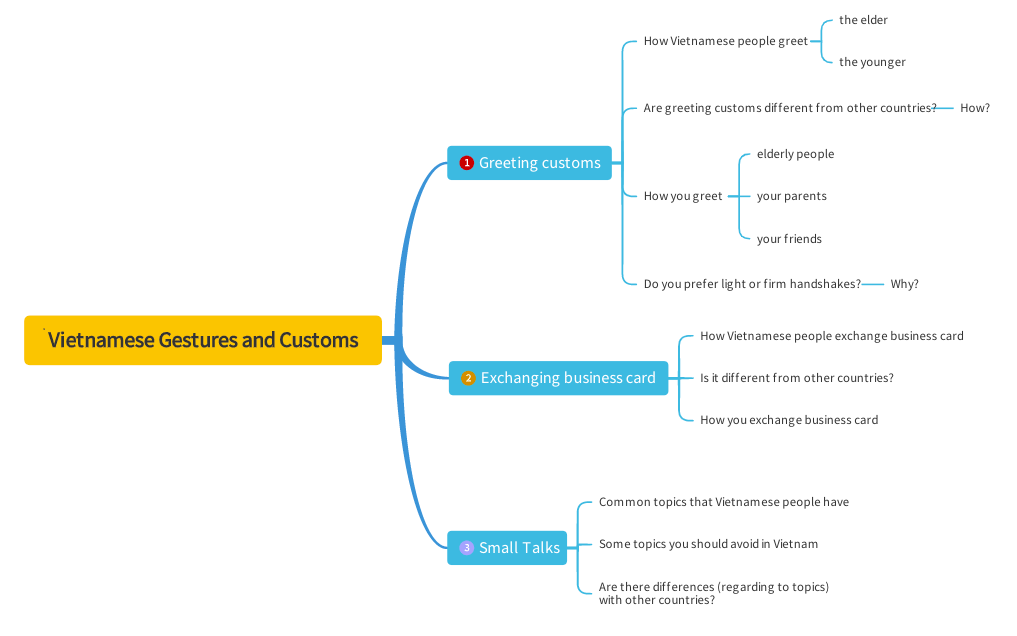 Vietnamese Gestures and Customs
1 Greeting customs
How Vietnamese people greet
the elder
the younger
Are greeting customs different from other countries?
How?
How you greet
elderly people
your parents
your friends
Do you prefer light or firm handshakes?
Why?
2 Exchanging business card
How Vietnamese people exchange business card
Is it different from other countries?
How you exchange business card
3 Small Talks
Common topics that Vietnamese people have
Some topics you should avoid in Vietnam
Are there differences (regarding to topics)
with other countries?